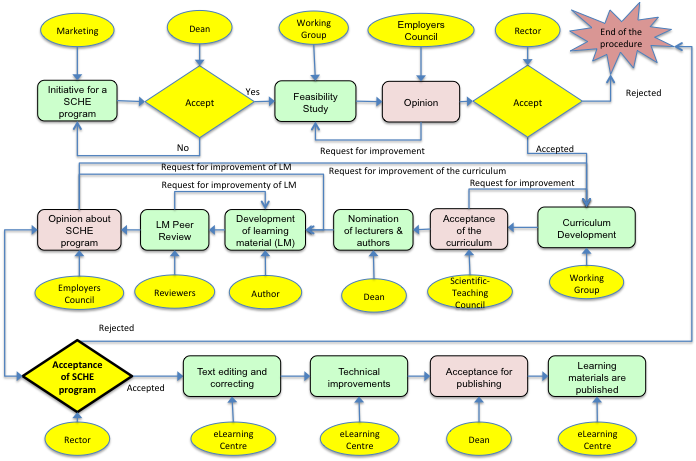 Marketing
Dean
Working
Group
Employers
Council
Rector
End of the
procedure
Initiative for a
SCHE
program
Accept
Yes
Feasibility
Study
Opinion
Accept
Rejected
No
Request for improvement
Accepted
Request for improvement of LM
Request for improvement of the curriculum
Request for improvementy of LM
Request for improvement
Opinion about
SCHE
program
LM Peer
Review
Development
of learning
material (LM)
Nomination
of lecturers &
authors
Acceptance
of the
curriculum
Curriculum
Development
Employers
Council
Reviewers
Author
Dean
Scientific-
Teaching
Council
Working
Group
Rejected
Acceptance
of SCHE
program
Accepted
Text editing and
correcting
Technical
improvements
Acceptance for
publishing
Learning
materials are
published
Rector
eLearning
Centre
eLearning
Centre
Dean
eLearning
Centre